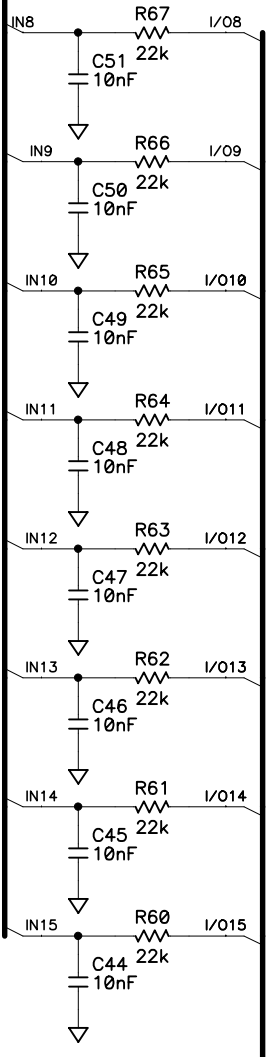 IN8 R67 I/O8
C51 22k
10nF
IN9 R66 I/O9
C50 22k
10nF
IN10 R65 I/O10
C49 22k
10nF
IN11 R64 I/O11
C48 22k
10nF
IN12 R63 I/O12
C47 22k
10nF
IN13 R62 I/O13
C46 22k
10nF
IN14 R61 I/O14
C45 22k
10nF
IN15 R60 I/O15
C44 22k
10nF